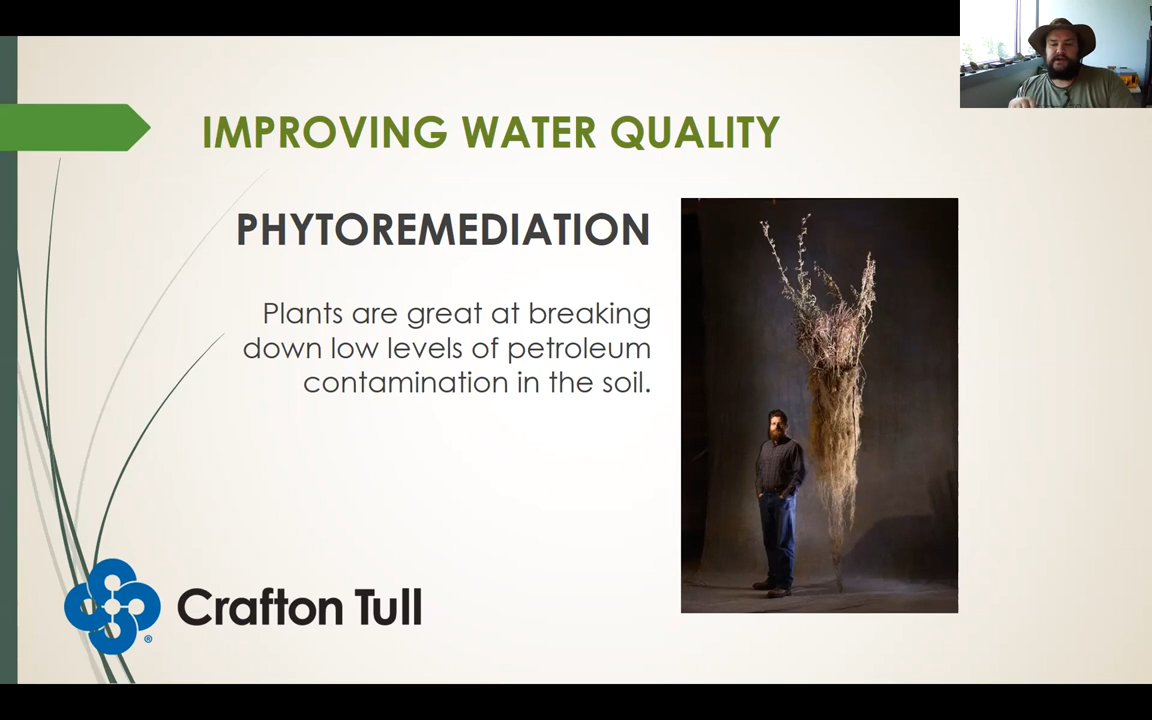 IMPROVING WATER QUALITY
PHYTOREMEDIATION
Plants are great at breaking
down low levels of petroleum
contamination in the soil.
Crafton Tull
®